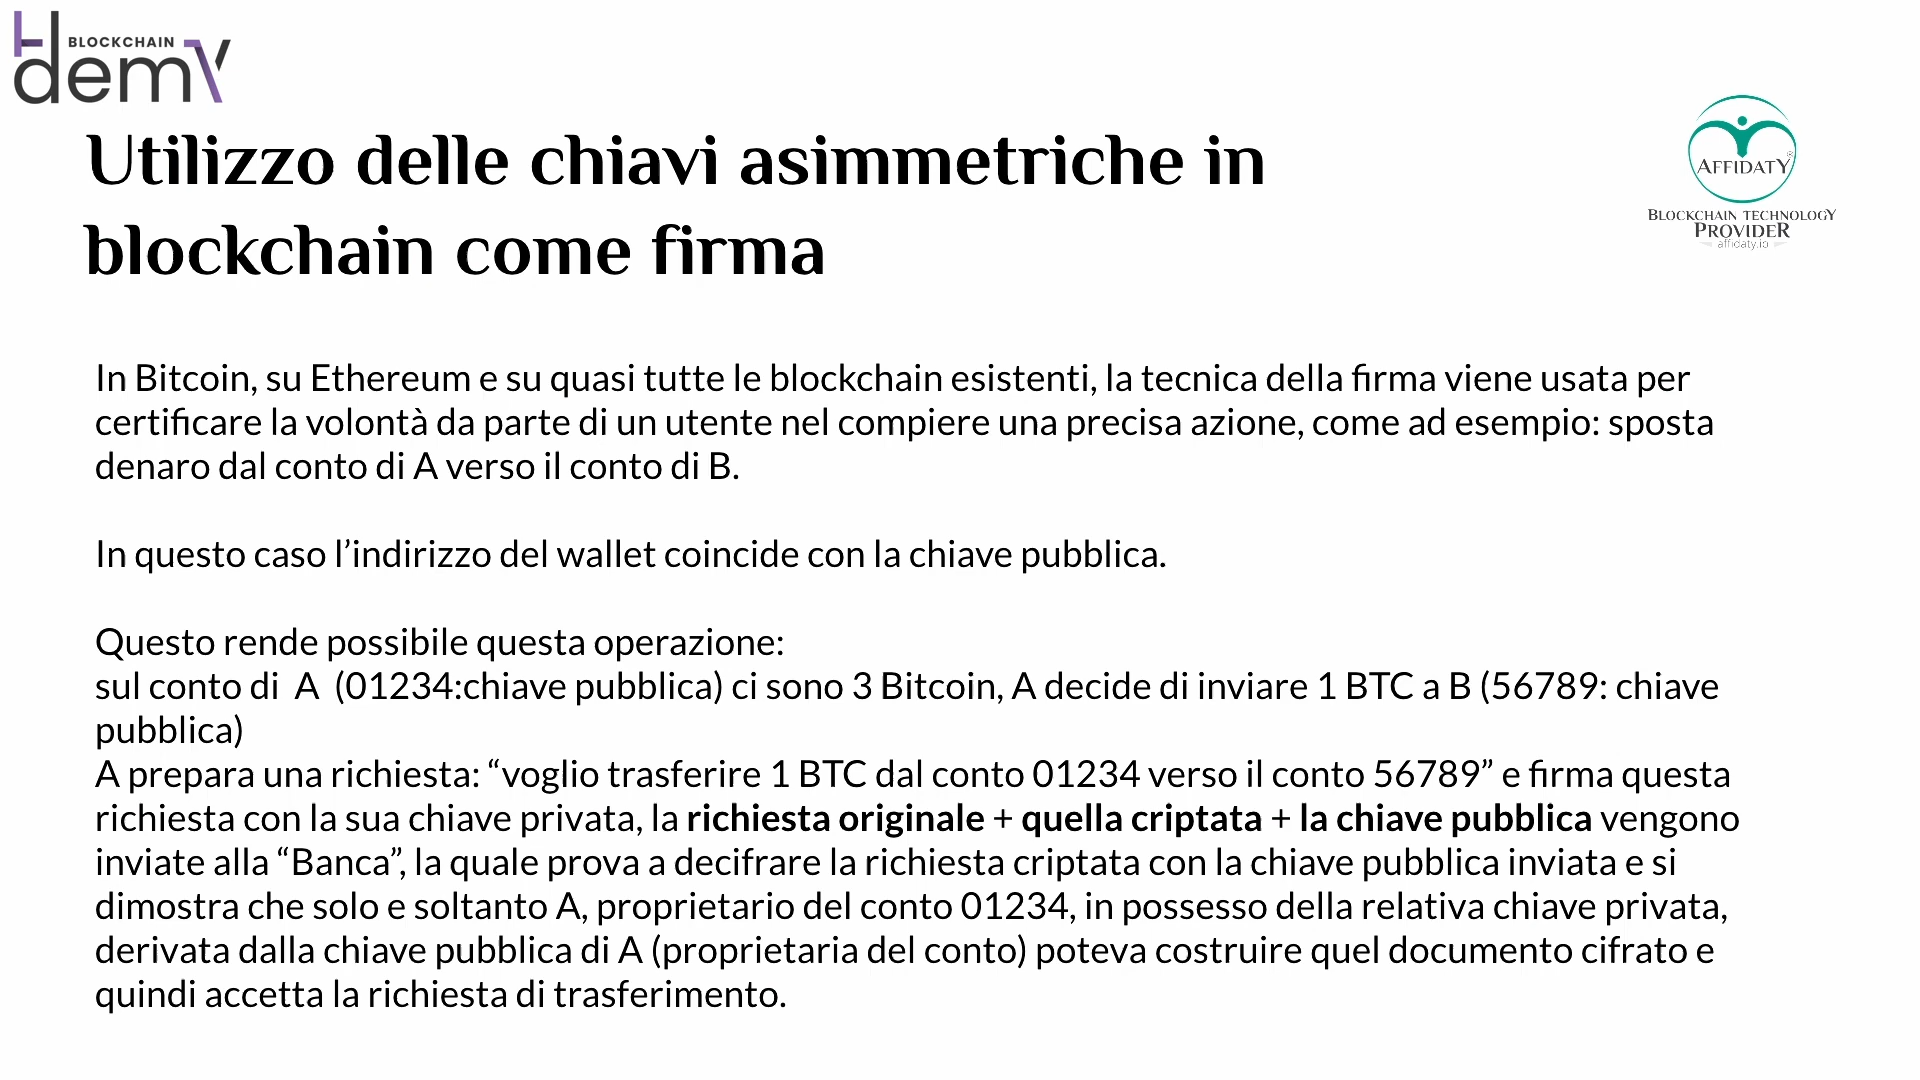 BLOCKCHAIN
demy
Utilizzo delle chiavi asimmetriche in
blockchain come firma
AFFIDATY
BLOCKCHAIN TECHNOLOGY
PROVIDER
affidaty.io
In Bitcoin, su Ethereum e su quasi tutte le blockchain esistenti, la tecnica della firma viene usata per
certificare la volontà da parte di un utente nel compiere una precisa azione, come ad esempio: sposta
denaro dal conto di A verso il conto di B.
In questo caso l’indirizzo del wallet coincide con la chiave pubblica.
Questo rende possibile questa operazione:
sul conto di A (01234:chiave pubblica) ci sono 3 Bitcoin, A decide di inviare 1 BTC a B (56789: chiave
pubblica)
A prepara una richiesta: “voglio trasferire 1 BTC dal conto 01234 verso il conto 56789” e firma questa
richiesta con la sua chiave privata, la richiesta originale + quella criptata + la chiave pubblica vengono
inviate alla “Banca”, la quale prova a decifrare la richiesta criptata con la chiave pubblica inviata e si
dimostra che solo e soltanto A, proprietario del conto 01234, in possesso della relativa chiave privata,
derivata dalla chiave pubblica di A (proprietaria del conto) poteva costruire quel documento cifrato e
quindi accetta la richiesta di trasferimento.